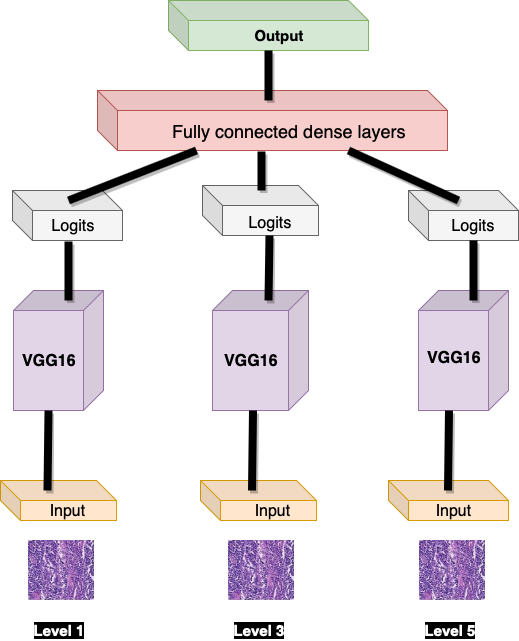 Output
Fully connected dense layers
Logits
Logits
Logits
VGG16
VGG16
VGG16
Input
Input
Input
Level 1
Level 3
Level 5